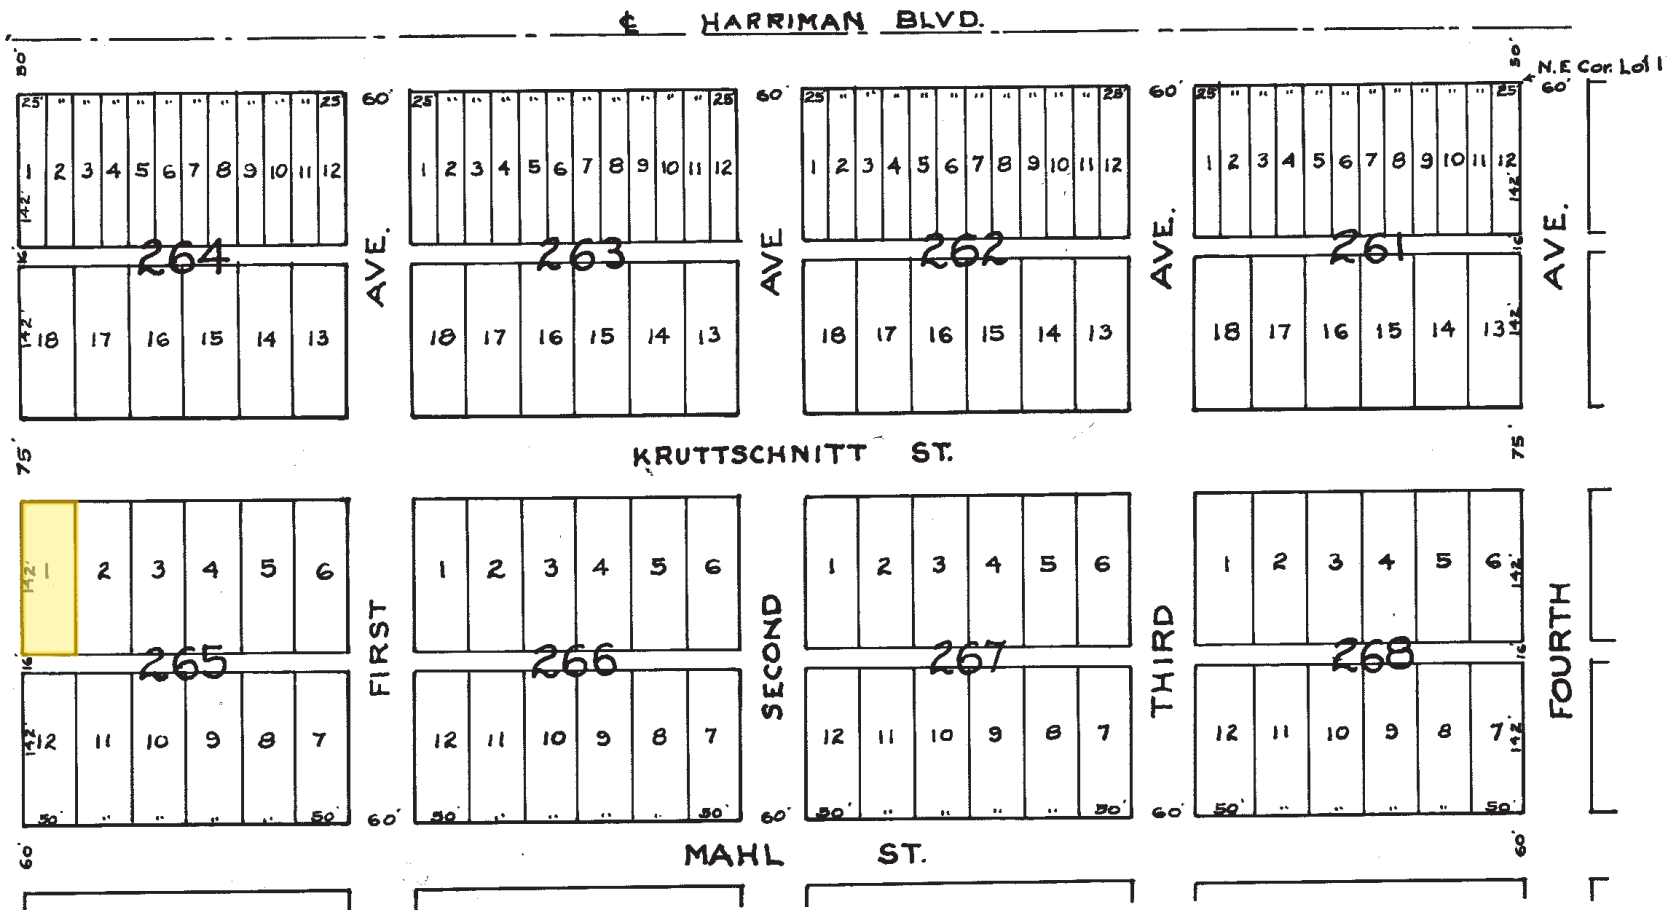 ℄ HARRIMAN BLVD.
50' 50'
N.E Cor. Lot 1
25' " " " " " " " " " " 25' 60' 25' " " " " " " " " " " 25' 60' 25' " " " " " " " " " " 25' 60' 25' " " " " " " " " " " 25' 60'
1 2 3 4 5 6 7 8 9 10 11 12 1 2 3 4 5 6 7 8 9 10 11 12 1 2 3 4 5 6 7 8 9 10 11 12 1 2 3 4 5 6 7 8 9 10 11 12
142' 142'
16' 264 AVE. 263 AVE 262 AVE. 261 16' AVE.
142' 18 17 16 15 14 13 18 17 16 15 14 13 18 17 16 15 14 13 18 17 16 15 14 13 142'
75' KRUTTSCHNITT ST. 75'
142' 1 2 3 4 5 6 1 2 3 4 5 6 1 2 3 4 5 6 1 2 3 4 5 6 142'
16' 265 FIRST 266 SECOND 267 THIRD 268 16' FOURTH
142' 12 11 10 9 8 7 12 11 10 9 8 7 12 11 10 9 8 7 12 11 10 9 8 7 142'
50' " " " " 50' 60' 50' " " " " 50' 60' 50' " " " " 50' 60' 50' " " " " 50'
60' MAHL ST. 60'